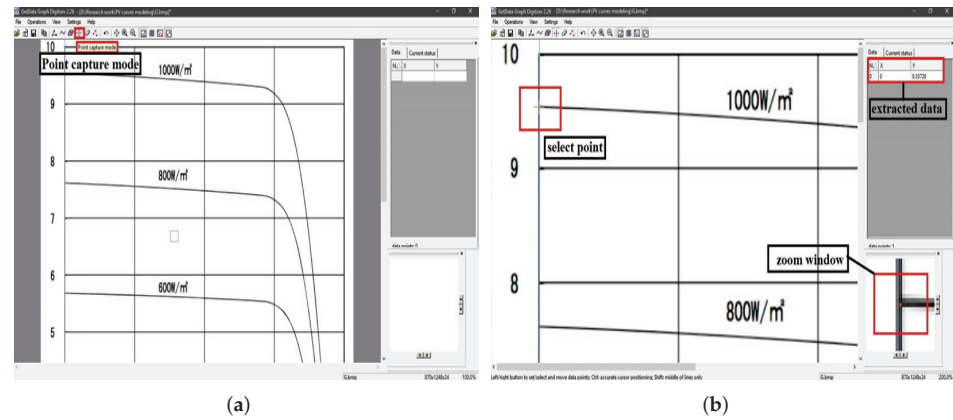 GetData Graph Digitizer 2.26 - [D:\Research work\PV curves modeling\G.bmp]*
File Operations View Settings Help
Point capture mode
Point capture mode
Data Current status
N.. X Y
10
1000W/㎡
9
8
800W/㎡
7
6
600W/㎡
5
data points: 0
G.bmp 870x1248x24 100.0%
(a)
GetData Graph Digitizer 2.26 - [D:\Research work\PV curves modeling\G.bmp]*
File Operations View Settings Help
Data Current status
N.. X Y
0 0 9.53728
extracted data
10
1000W/㎡
select point
9
data points: 1
zoom window
8
800W/㎡
Left/right button to set/select and move data points; Ctrl: accurate cursor positioning; Shift: middle of lines only
G.bmp 870x1248x24 200.0%
(b)